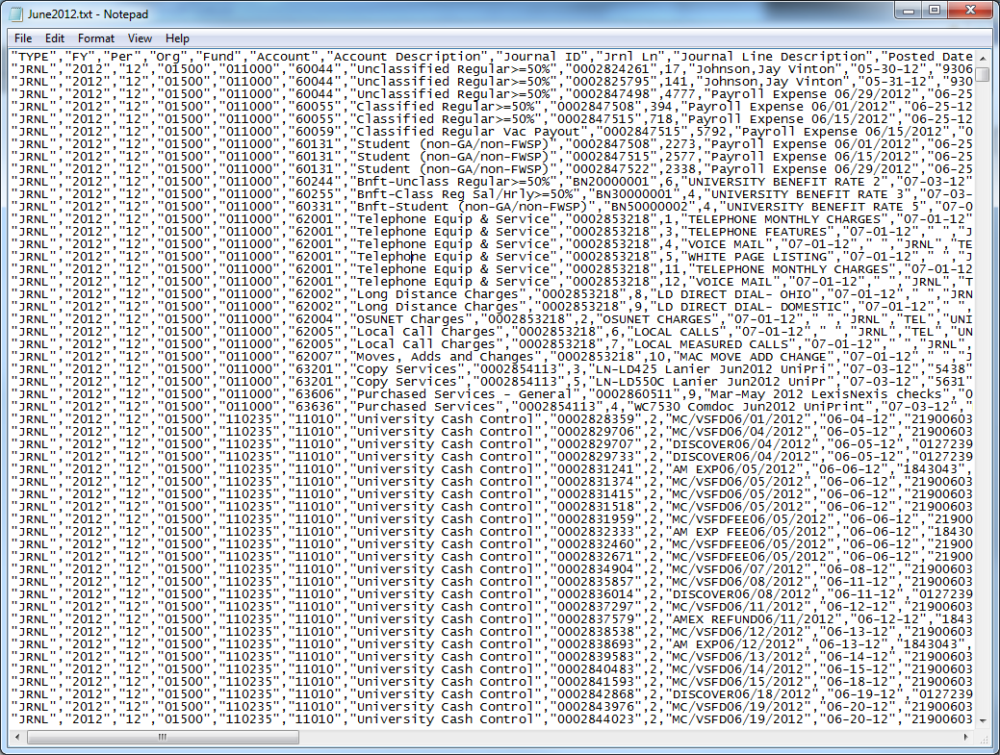 June2012.txt - Notepad
File Edit Format View Help
"TYPE","FY","Per","Org","Fund","Account","Account Description","Journal ID","Jrnl Ln","Journal Line Description","Posted Date
"JRNL","2012","12","01500","011000","60044","Unclassified Regular>=50%","0002824261",17,"Johnson,Jay Vinton","05-30-12","9306
"JRNL","2012","12","01500","011000","60044","Unclassified Regular>=50%","0002825795",141,"Johnson,Jay Vinton","05-31-12","930
"JRNL","2012","12","01500","011000","60044","Unclassified Regular>=50%","0002847498",4777,"Payroll Expense 06/29/2012","06-25
"JRNL","2012","12","01500","011000","60055","Classified Regular>=50%","0002847508",394,"Payroll Expense 06/01/2012","06-25-12
"JRNL","2012","12","01500","011000","60055","Classified Regular>=50%","0002847515",718,"Payroll Expense 06/15/2012","06-25-12
"JRNL","2012","12","01500","011000","60059","Classified Regular Vac Payout","0002847515",5792,"Payroll Expense 06/15/2012","0
"JRNL","2012","12","01500","011000","60131","Student (non-GA/non-FWSP)","0002847508",2273,"Payroll Expense 06/01/2012","06-25
"JRNL","2012","12","01500","011000","60131","Student (non-GA/non-FWSP)","0002847515",2577,"Payroll Expense 06/15/2012","06-25
"JRNL","2012","12","01500","011000","60131","Student (non-GA/non-FWSP)","0002847522",2338,"Payroll Expense 06/29/2012","06-25
"JRNL","2012","12","01500","011000","60244","Bnft-Unclass Regular>=50%","BN20000001",6,"UNIVERSITY BENEFIT RATE 2","07-03-12"
"JRNL","2012","12","01500","011000","60255","Bnft-Class Reg Sal/Hrly>=50%","BN30000001",4,"UNIVERSITY BENEFIT RATE 3","07-03-
"JRNL","2012","12","01500","011000","60331","Bnft-Student (non-GA/non-FWSP)","BN50000002",4,"UNIVERSITY BENEFIT RATE 5","07-0
"JRNL","2012","12","01500","011000","62001","Telephone Equip & Service","0002853218",1,"TELEPHONE MONTHLY CHARGES","07-01-12"
"JRNL","2012","12","01500","011000","62001","Telephone Equip & Service","0002853218",3,"TELEPHONE FEATURES","07-01-12"," ","J
"JRNL","2012","12","01500","011000","62001","Telephone Equip & Service","0002853218",4,"VOICE MAIL","07-01-12"," ","JRNL","TE
"JRNL","2012","12","01500","011000","62001","Telephone Equip & Service","0002853218",5,"WHITE PAGE LISTING","07-01-12"," ","J
"JRNL","2012","12","01500","011000","62001","Telephone Equip & Service","0002853218",11,"TELEPHONE MONTHLY CHARGES","07-01-12
"JRNL","2012","12","01500","011000","62001","Telephone Equip & Service","0002853218",12,"VOICE MAIL","07-01-12"," ","JRNL","T
"JRNL","2012","12","01500","011000","62002","Long Distance Charges","0002853218",8,"LD DIRECT DIAL- OHIO","07-01-12"," ","JRN
"JRNL","2012","12","01500","011000","62002","Long Distance Charges","0002853218",9,"LD DIRECT DIAL- DOMESTIC","07-01-12"," ",
"JRNL","2012","12","01500","011000","62004","OSUNET Charges","0002853218",2,"OSUNET CHARGES","07-01-12"," ","JRNL","TEL","UNI
"JRNL","2012","12","01500","011000","62005","Local Call Charges","0002853218",6,"LOCAL CALLS","07-01-12"," ","JRNL","TEL","UN
"JRNL","2012","12","01500","011000","62005","Local Call Charges","0002853218",7,"LOCAL MEASURED CALLS","07-01-12"," ","JRNL",
"JRNL","2012","12","01500","011000","62007","Moves, Adds and Changes","0002853218",10,"MAC MOVE ADD CHANGE","07-01-12"," ","J
"JRNL","2012","12","01500","011000","63201","Copy Services","0002854113",3,"LN-LD425 Lanier Jun2012 UniPri","07-03-12","5438"
"JRNL","2012","12","01500","011000","63201","Copy Services","0002854113",5,"LN-LD550C Lanier Jun2012 UniPr","07-03-12","5631"
"JRNL","2012","12","01500","011000","63606","Purchased Services - General","0002860511",9,"Mar-May 2012 LexisNexis checks","0
"JRNL","2012","12","01500","011000","63636","Purchased Services","0002854113",4,"WC7530 Comdoc Jun2012 UniPrint","07-03-12","
"JRNL","2012","12","01500","110235","11010","University Cash Control","0002828359",2,"MC/VSFD06/01/2012","06-04-12","21900603
"JRNL","2012","12","01500","110235","11010","University Cash Control","0002829706",2,"MC/VSFD06/04/2012","06-05-12","21900603
"JRNL","2012","12","01500","110235","11010","University Cash Control","0002829707",2,"DISCOVER06/04/2012","06-05-12","0127239
"JRNL","2012","12","01500","110235","11010","University Cash Control","0002829733",2,"DISCOVER06/04/2012","06-05-12","0127239
"JRNL","2012","12","01500","110235","11010","University Cash Control","0002831241",2,"AM EXP06/05/2012","06-06-12","1843043",
"JRNL","2012","12","01500","110235","11010","University Cash Control","0002831374",2,"MC/VSFD06/05/2012","06-06-12","21900603
"JRNL","2012","12","01500","110235","11010","University Cash Control","0002831415",2,"MC/VSFD06/05/2012","06-06-12","21900603
"JRNL","2012","12","01500","110235","11010","University Cash Control","0002831518",2,"MC/VSFD06/05/2012","06-06-12","21900603
"JRNL","2012","12","01500","110235","11010","University Cash Control","0002831959",2,"MC/VSFDFEE06/05/2012","06-06-12","21900
"JRNL","2012","12","01500","110235","11010","University Cash Control","0002832333",2,"AM EXP FEE06/05/2012","06-06-12","18430
"JRNL","2012","12","01500","110235","11010","University Cash Control","0002832460",2,"MC/VSFDFEE06/05/2012","06-06-12","21900
"JRNL","2012","12","01500","110235","11010","University Cash Control","0002832671",2,"MC/VSFDFEE06/05/2012","06-06-12","21900
"JRNL","2012","12","01500","110235","11010","University Cash Control","0002834904",2,"MC/VSFD06/07/2012","06-08-12","21900603
"JRNL","2012","12","01500","110235","11010","University Cash Control","0002835857",2,"MC/VSFD06/08/2012","06-11-12","21900603
"JRNL","2012","12","01500","110235","11010","University Cash Control","0002836014",2,"DISCOVER06/08/2012","06-11-12","0127239
"JRNL","2012","12","01500","110235","11010","University Cash Control","0002837297",2,"MC/VSFD06/11/2012","06-12-12","21900603
"JRNL","2012","12","01500","110235","11010","University Cash Control","0002837579",2,"AMEX REFUND06/11/2012","06-12-12","1843
"JRNL","2012","12","01500","110235","11010","University Cash Control","0002838538",2,"MC/VSFD06/12/2012","06-13-12","21900603
"JRNL","2012","12","01500","110235","11010","University Cash Control","0002838693",2,"AM EXP06/12/2012","06-13-12","1843043",
"JRNL","2012","12","01500","110235","11010","University Cash Control","0002839583",2,"MC/VSFD06/13/2012","06-14-12","21900603
"JRNL","2012","12","01500","110235","11010","University Cash Control","0002840483",2,"MC/VSFD06/14/2012","06-15-12","21900603
"JRNL","2012","12","01500","110235","11010","University Cash Control","0002841593",2,"MC/VSFD06/15/2012","06-18-12","21900603
"JRNL","2012","12","01500","110235","11010","University Cash Control","0002842868",2,"DISCOVER06/18/2012","06-19-12","0127239
"JRNL","2012","12","01500","110235","11010","University Cash Control","0002843976",2,"MC/VSFD06/19/2012","06-20-12","21900603
"JRNL","2012","12","01500","110235","11010","University Cash Control","0002844023",2,"MC/VSFD06/19/2012","06-20-12","21900603